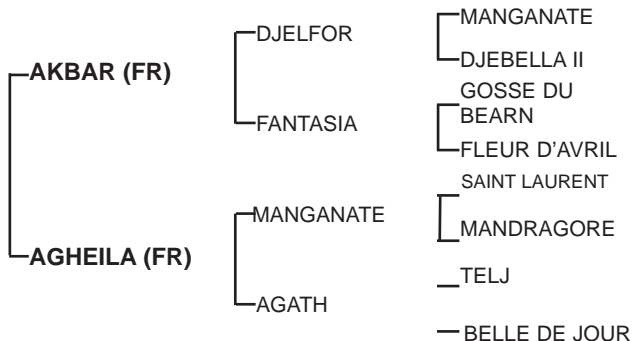 MANGANATE
DJELFOR
DJEBELLA II
AKBAR (FR)
GOSSE DU
BEARN
FANTASIA
FLEUR D'AVRIL
SAINT LAURENT
MANGANATE
MANDRAGORE
AGHEILA (FR)
TELJ
AGATH
BELLE DE JOUR